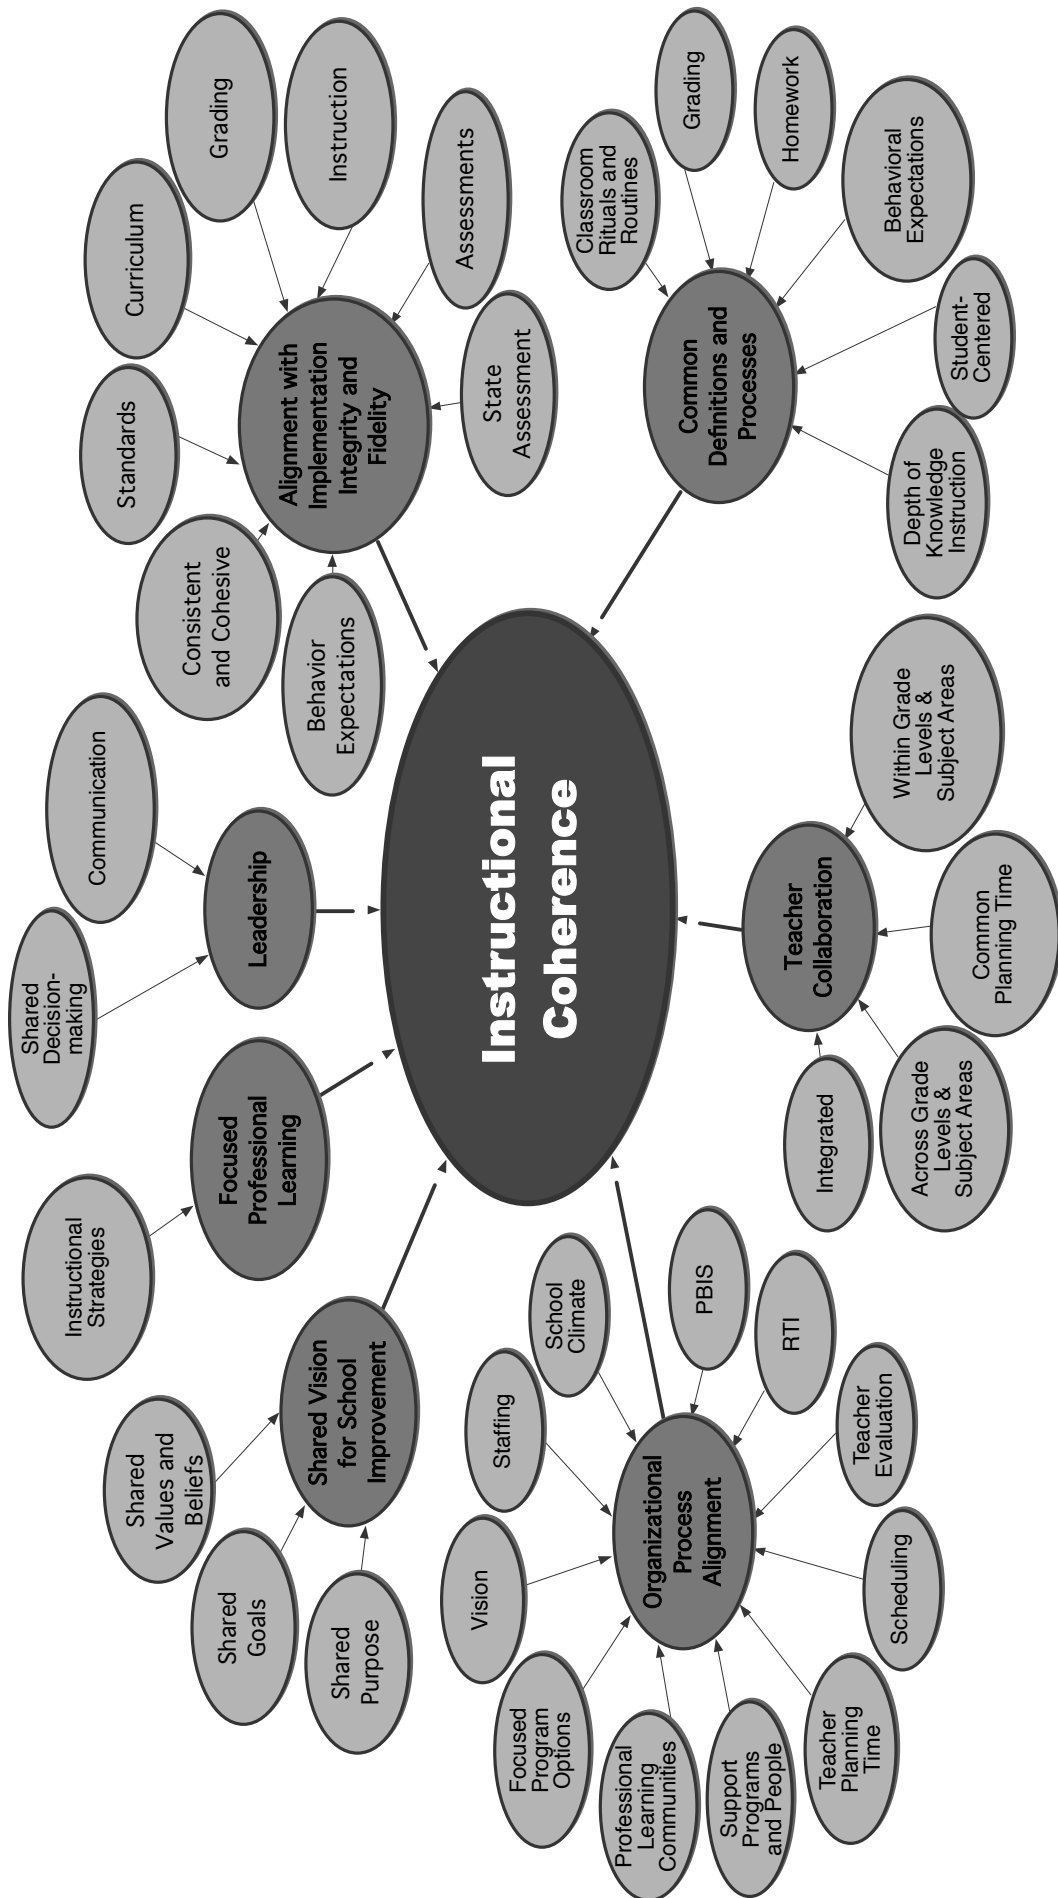 Instructional
Coherence
Shared Vision
for School
Improvement
Shared
Purpose
Shared
Goals
Shared
Values and
Beliefs
Focused
Professional
Learning
Instructional
Strategies
Leadership
Shared
Decision-
making
Communication
Alignment with
Implementation
Integrity and
Fidelity
Behavior
Expectations
Consistent
and Cohesive
Standards
Curriculum
Grading
Instruction
Assessments
State
Assessment
Common
Definitions and
Processes
Classroom
Rituals and
Routines
Grading
Homework
Behavioral
Expectations
Student-
Centered
Depth of
Knowledge
Instruction
Teacher
Collaboration
Within Grade
Levels &
Subject Areas
Common
Planning Time
Across Grade
Levels &
Subject Areas
Integrated
Organizational
Process
Alignment
School
Climate
Staffing
Vision
Focused
Program
Options
Professional
Learning
Communities
Support
Programs
and People
Teacher
Planning
Time
Scheduling
Teacher
Evaluation
RTI
PBIS